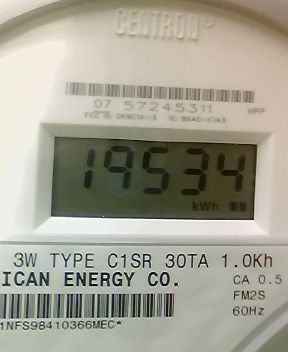 CENTRON
07 57245311
19534
kWh
3W TYPE C1SR 30TA 1.0Kh
ICAN ENERGY CO. CA 0.5
FM2S
60Hz
1NFS98410366MEC*